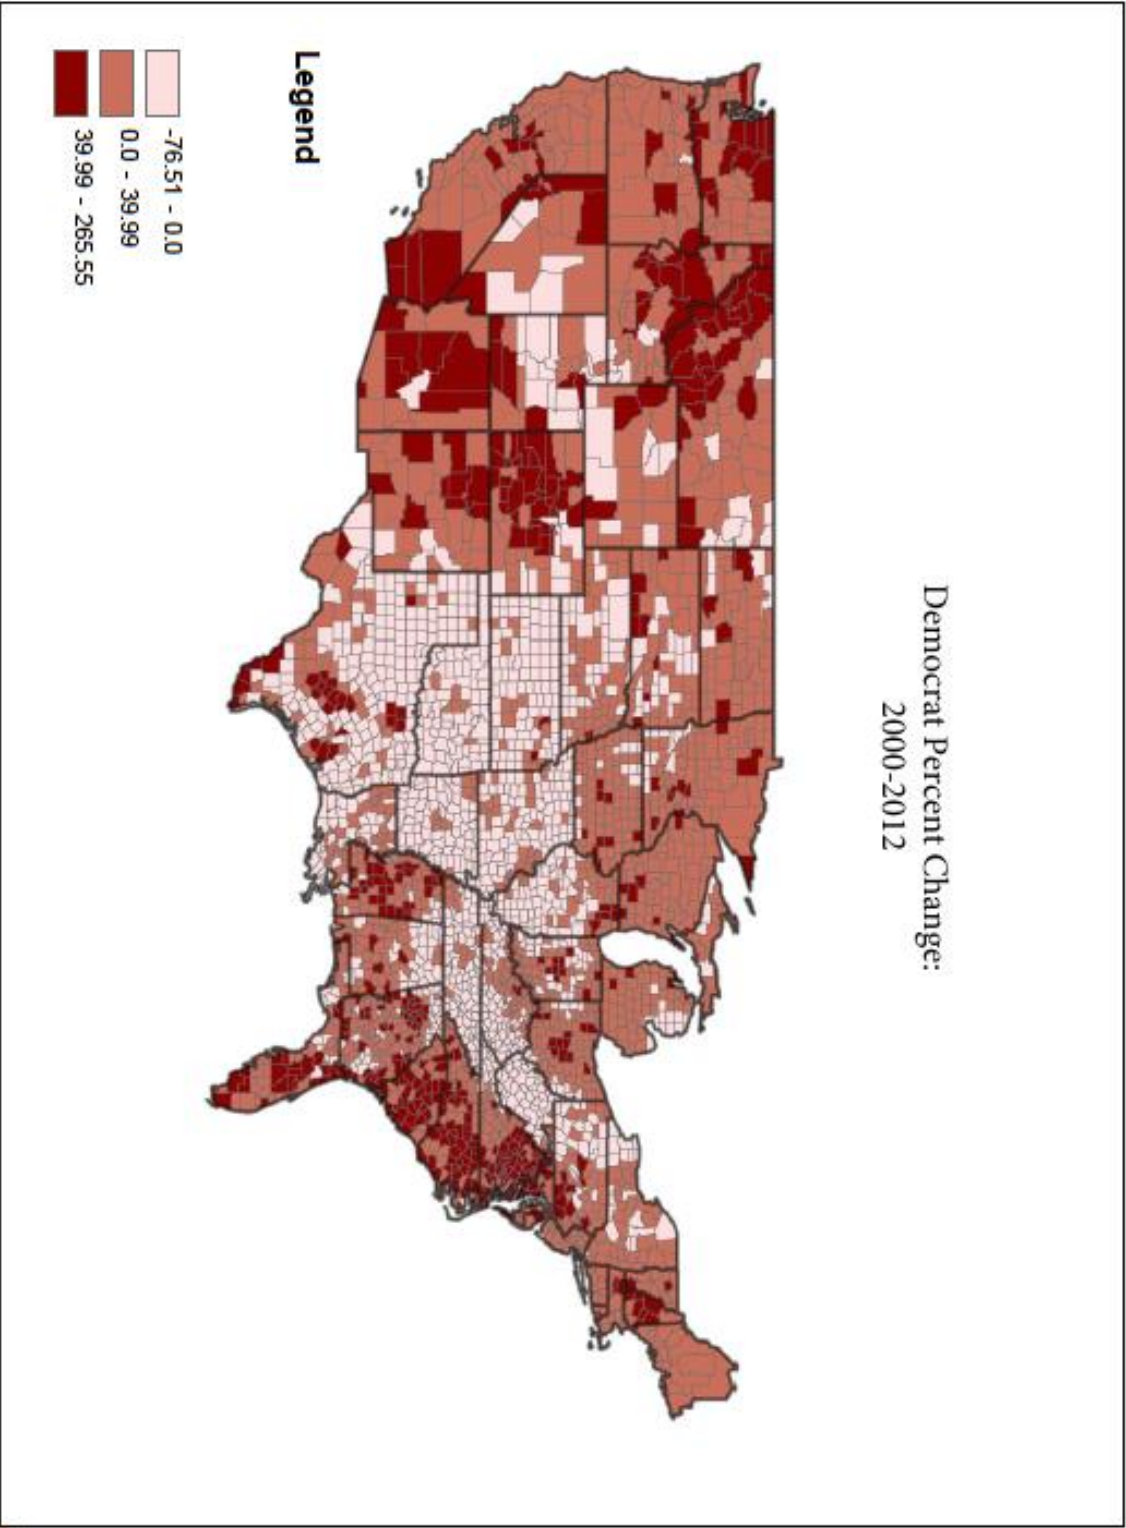 Democrat Percent Change:
2000-2012
Legend
-76.51 - 0.0
0.0 - 39.99
39.99 - 265.55